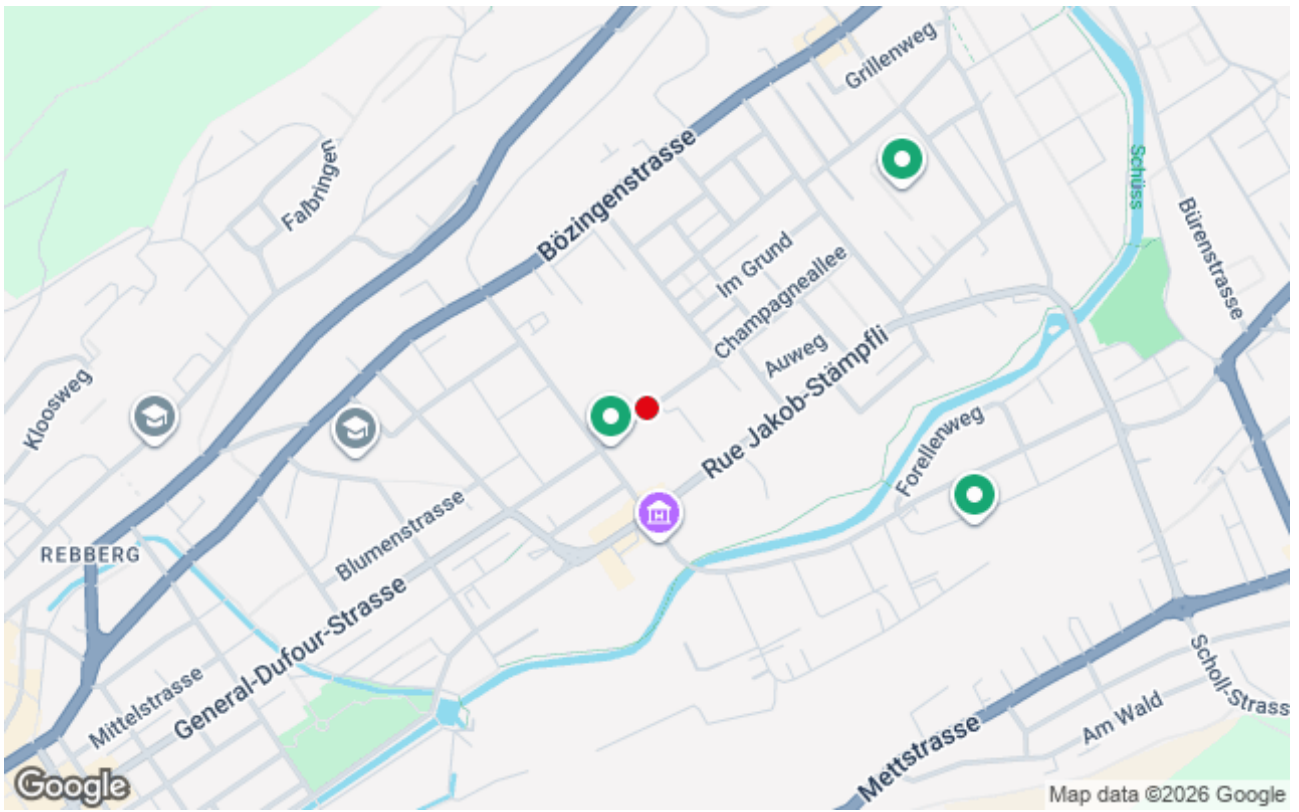 Grillenweg
Schüss
Falbringen
Bözingenstrasse
Bürenstrasse
Im Grund
Champagneallee
Auweg
Kloosweg
Rue Jakob-Stämpfli
Forellenweg
Blumenstrasse
REBBERG
General-Dufour-Strasse
Mittelstrasse
Scholl-Strass
Am Wald
Mettstrasse
Google
Map data ©2026 Google